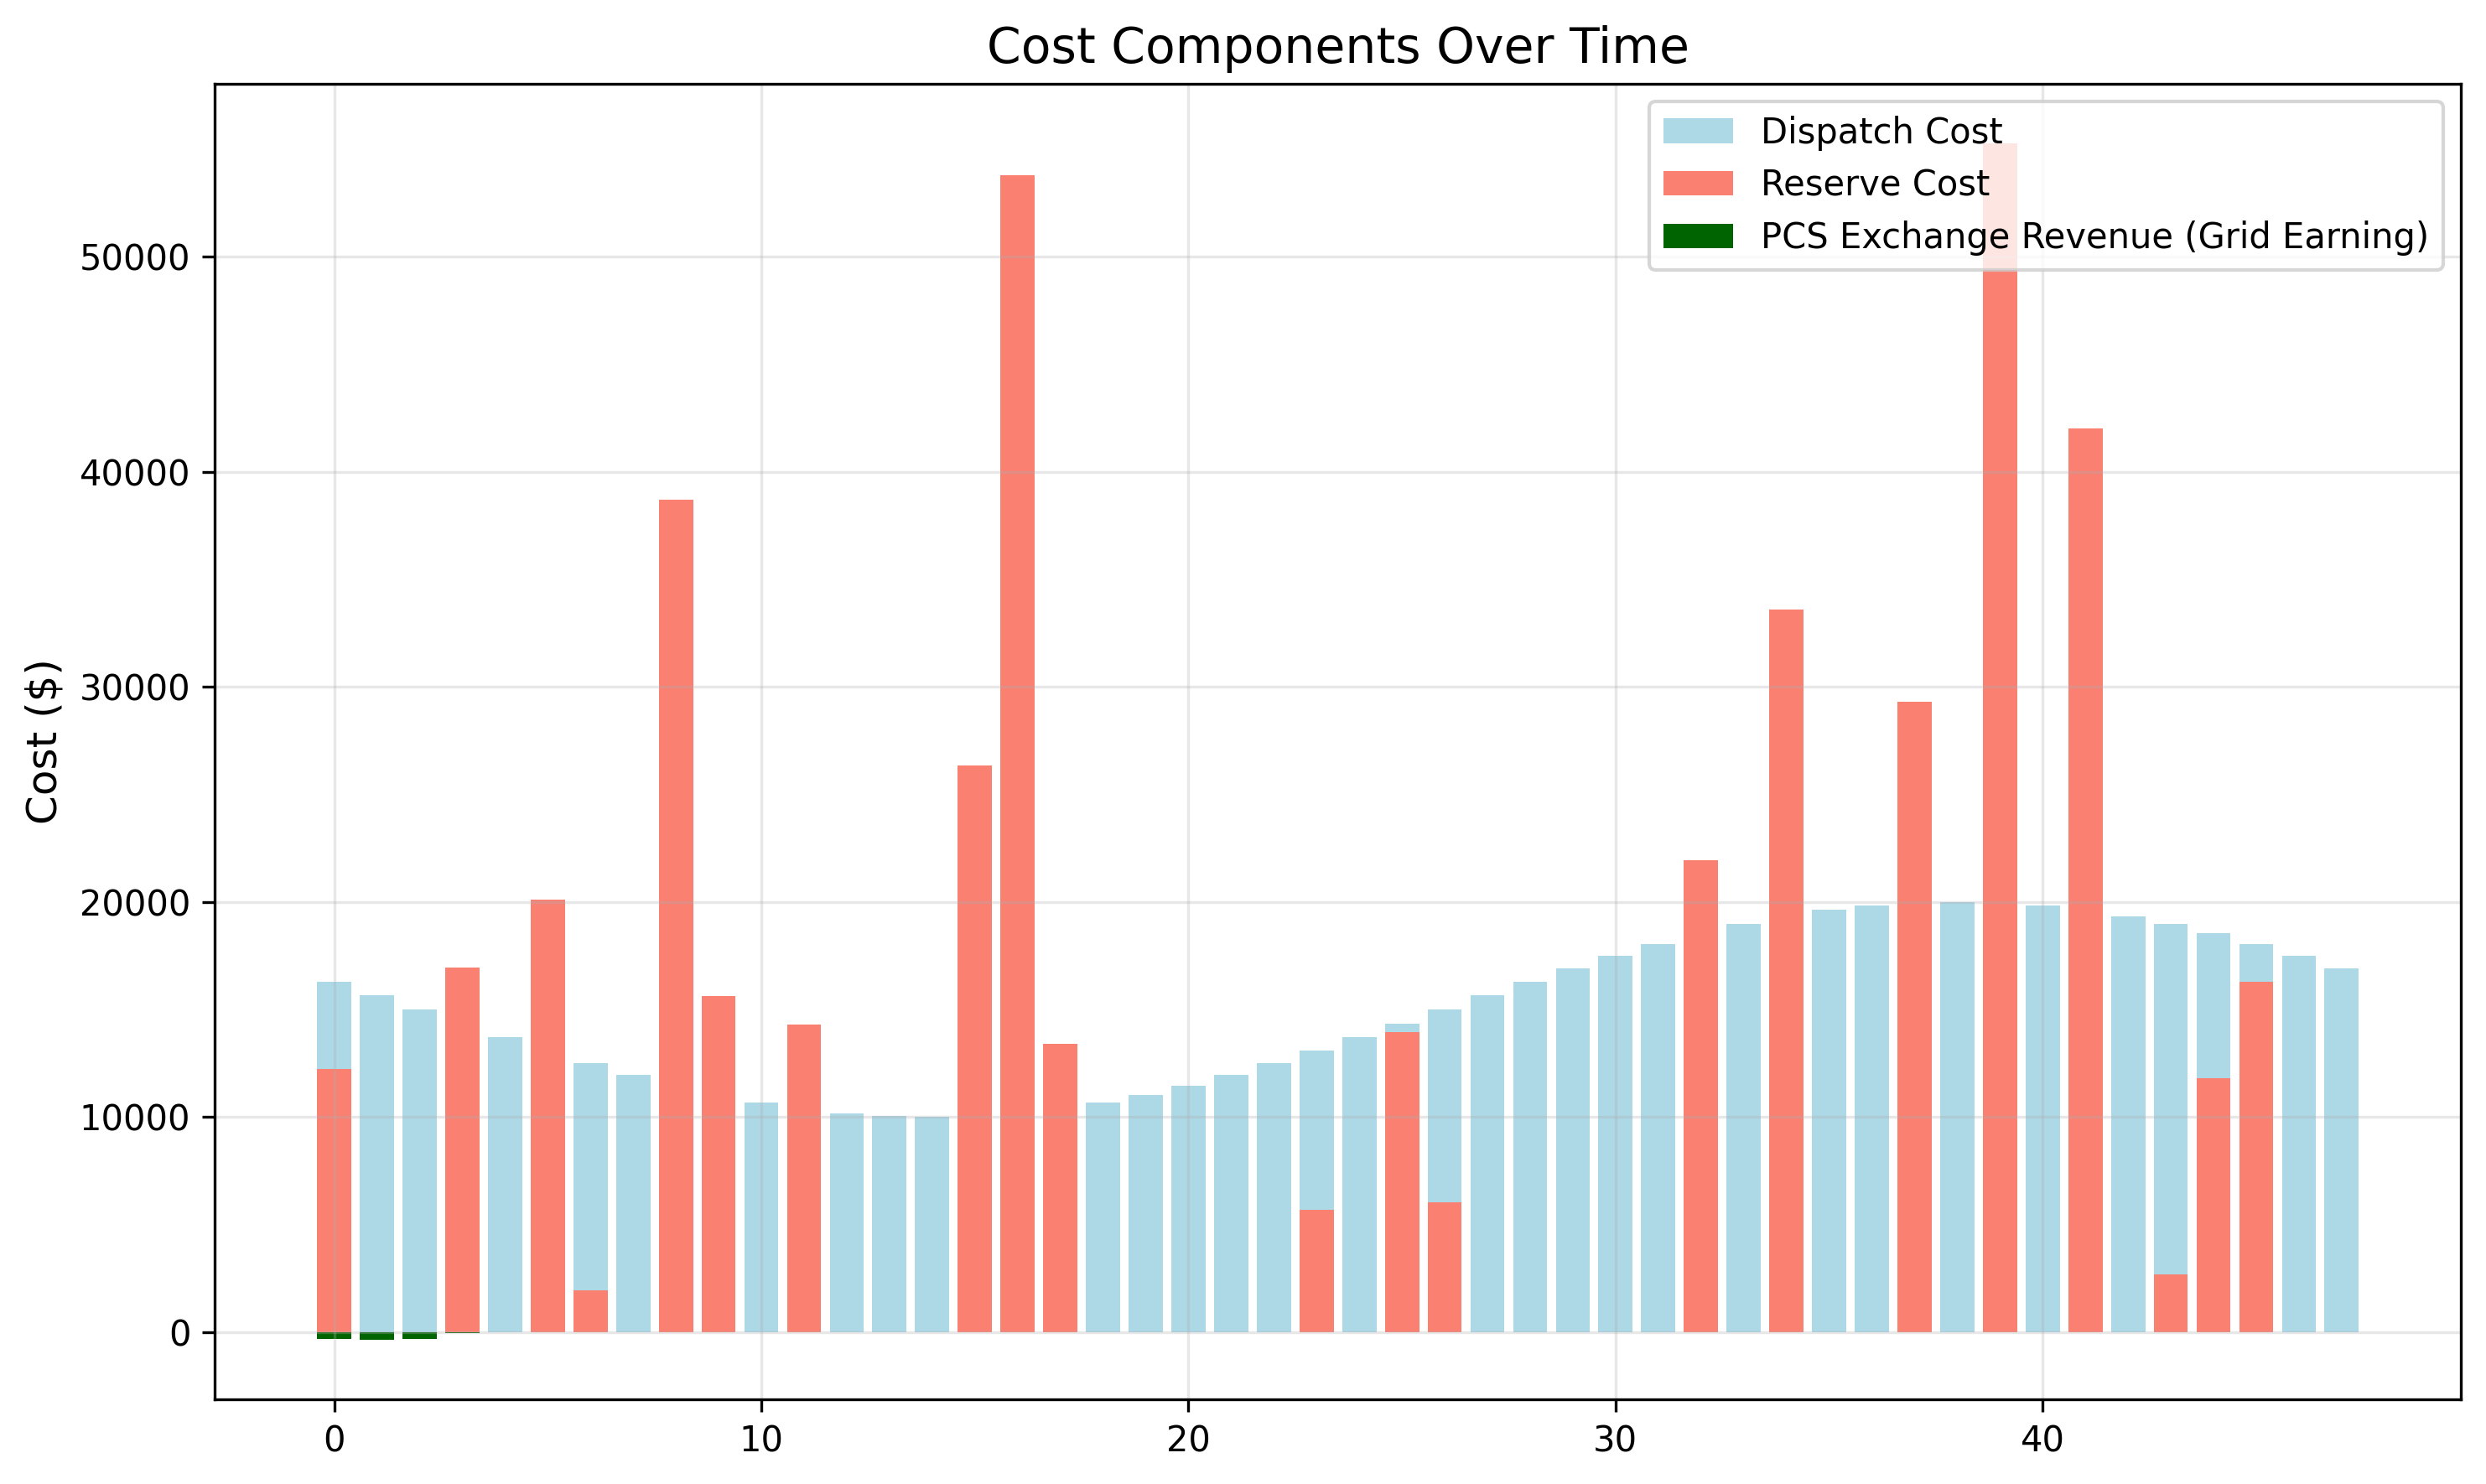 Cost Components Over Time
Dispatch Cost
Reserve Cost
PCS Exchange Revenue (Grid Earning)
Cost ($)
50000
40000
30000
20000
10000
0
0 10 20 30 40